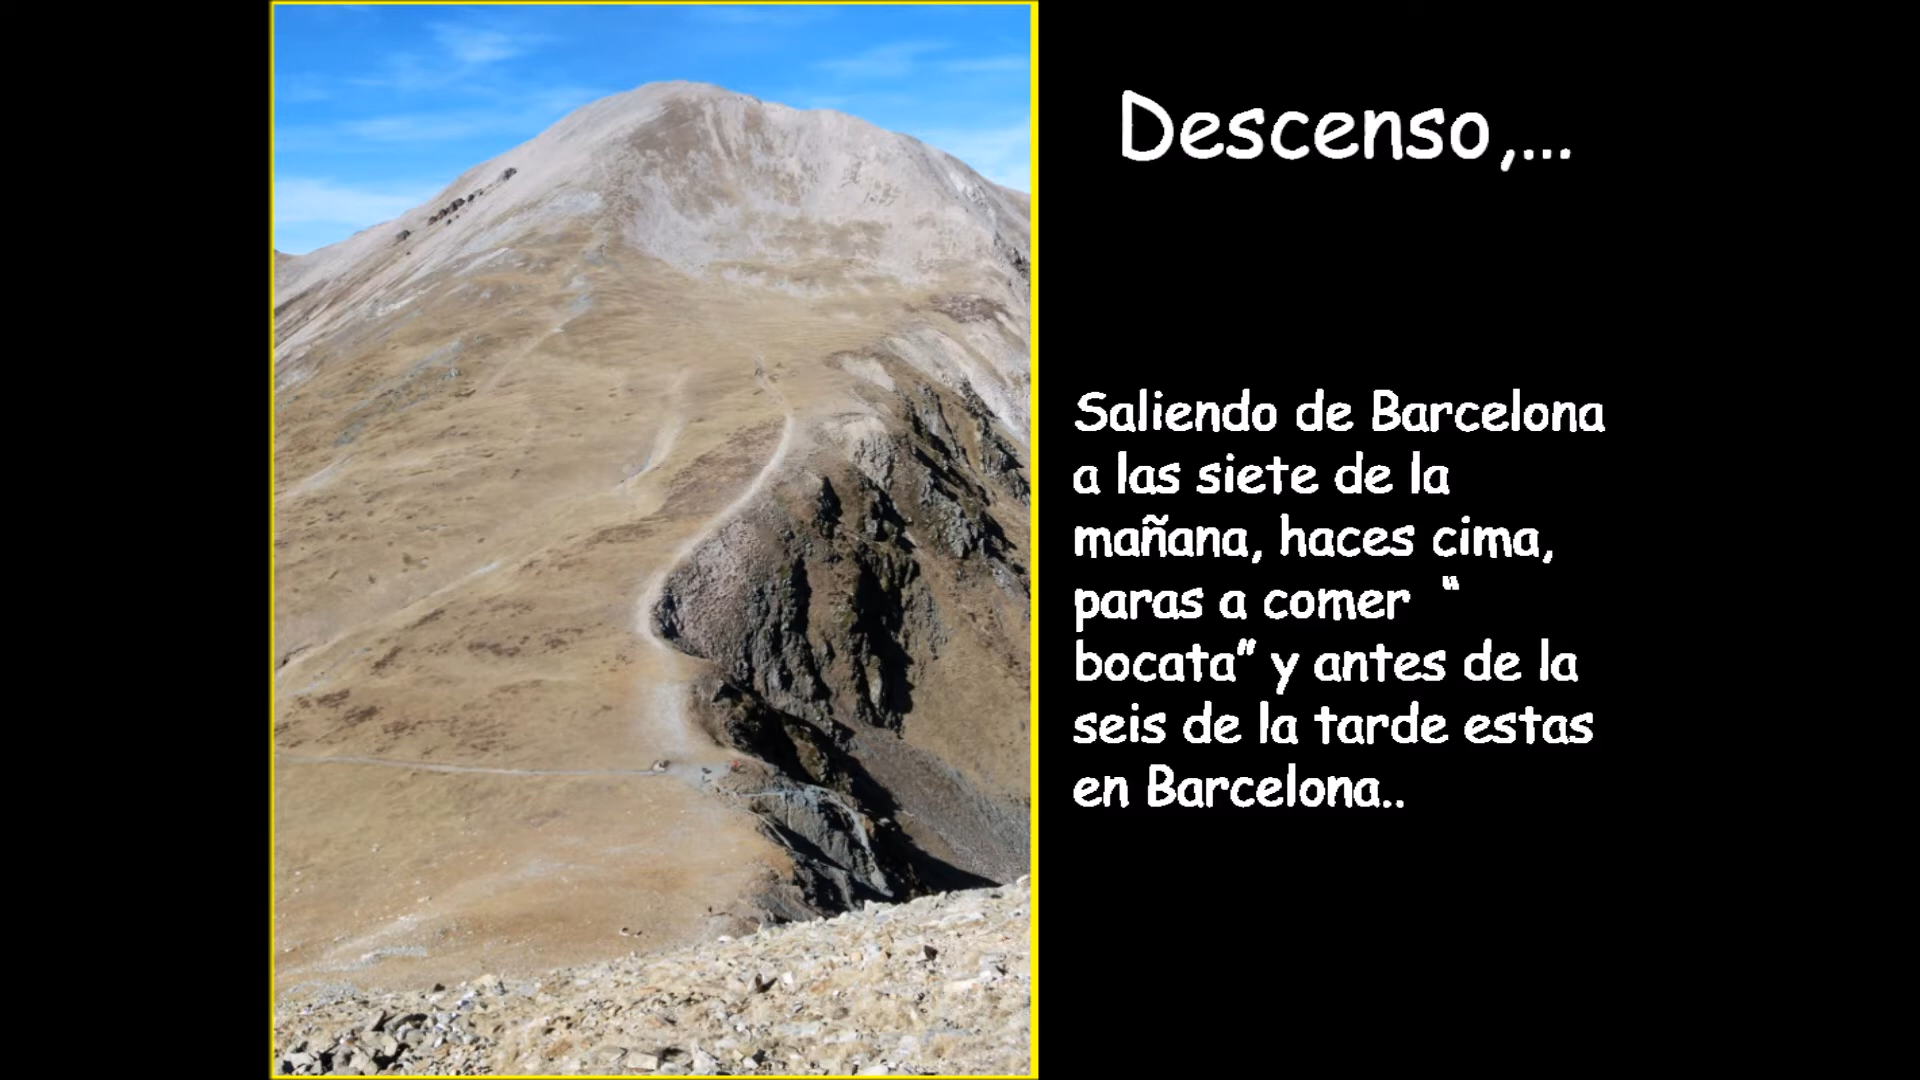 Descenso,...
Saliendo de Barcelona
a las siete de la
mañana, haces cima,
paras a comer “
bocata” y antes de la
seis de la tarde estas
en Barcelona..